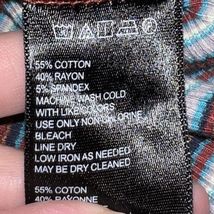 55% COTTON
40% RAYON
5% SPANDEX
MACHINE WASH COLD
WITH LIKE COLORS
USE ONLY NON-CHLORINE
BLEACH
LINE DRY
LOW IRON AS NEEDED
MAY BE DRY CLEANED
55% COTON
40% RAYONNE